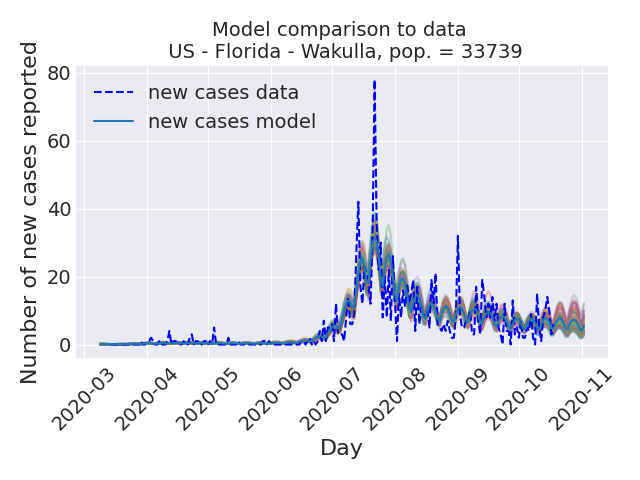 Model comparison to data
US - Florida - Wakulla, pop. = 33739
Number of new cases reported
80
60
40
20
0
new cases data
new cases model
2020-03
2020-04
2020-05
2020-06
2020-07
2020-08
2020-09
2020-10
2020-11
Day